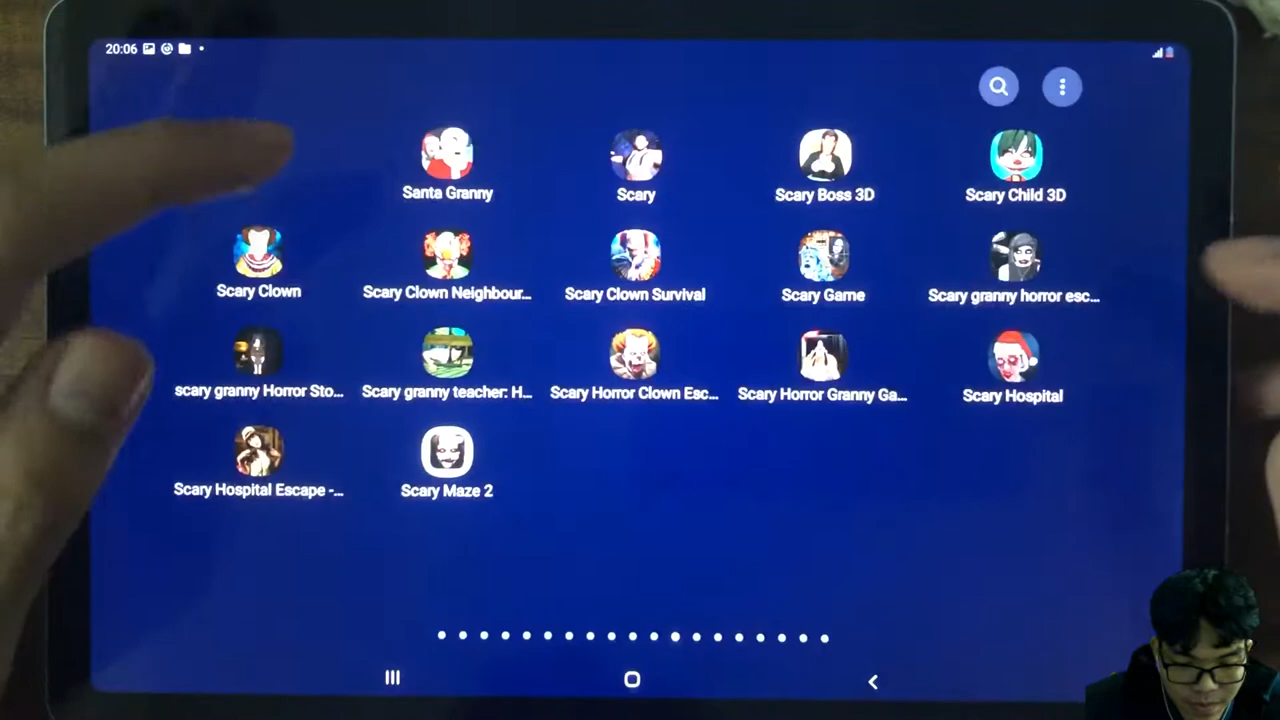 20:06
Santa Granny
Scary
Scary Boss 3D
Scary Child 3D
Scary Clown
Scary Clown Neighbour...
Scary Clown Survival
Scary Game
Scary granny horror esc...
scary granny Horror Sto...
Scary granny teacher: H...
Scary Horror Clown Esc...
Scary Horror Granny Ga...
Scary Hospital
Scary Hospital Escape -...
Scary Maze 2